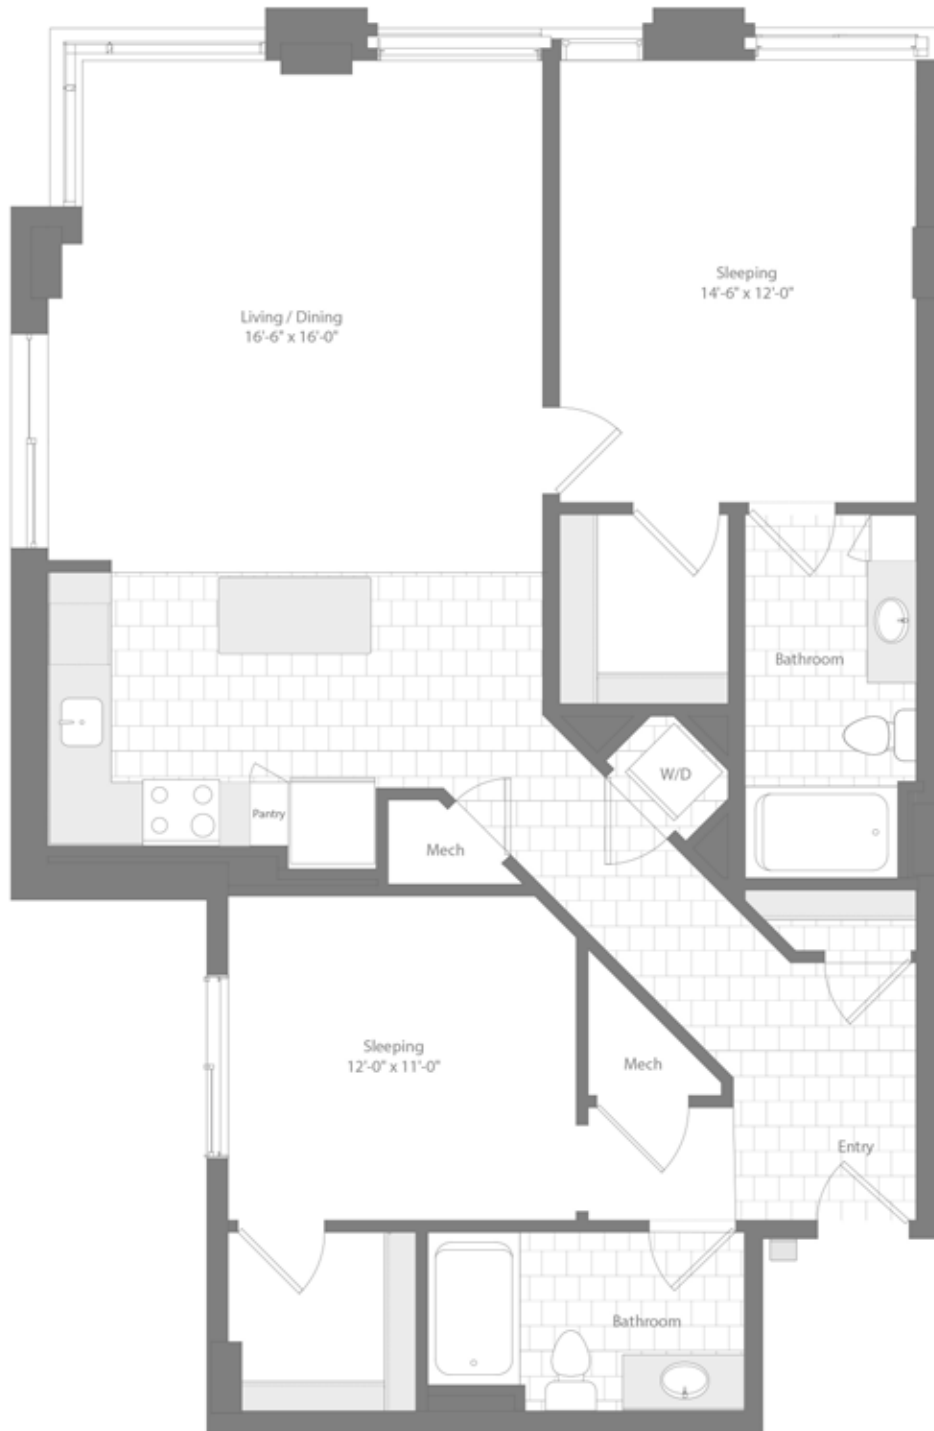 Sleeping
14'-6" x 12'-0"
Living / Dining
16'-6" x 16'-0"
Bathroom
W/D
Pantry
Mech
Sleeping
12'-0" x 11'-0"
Mech
Entry
Bathroom